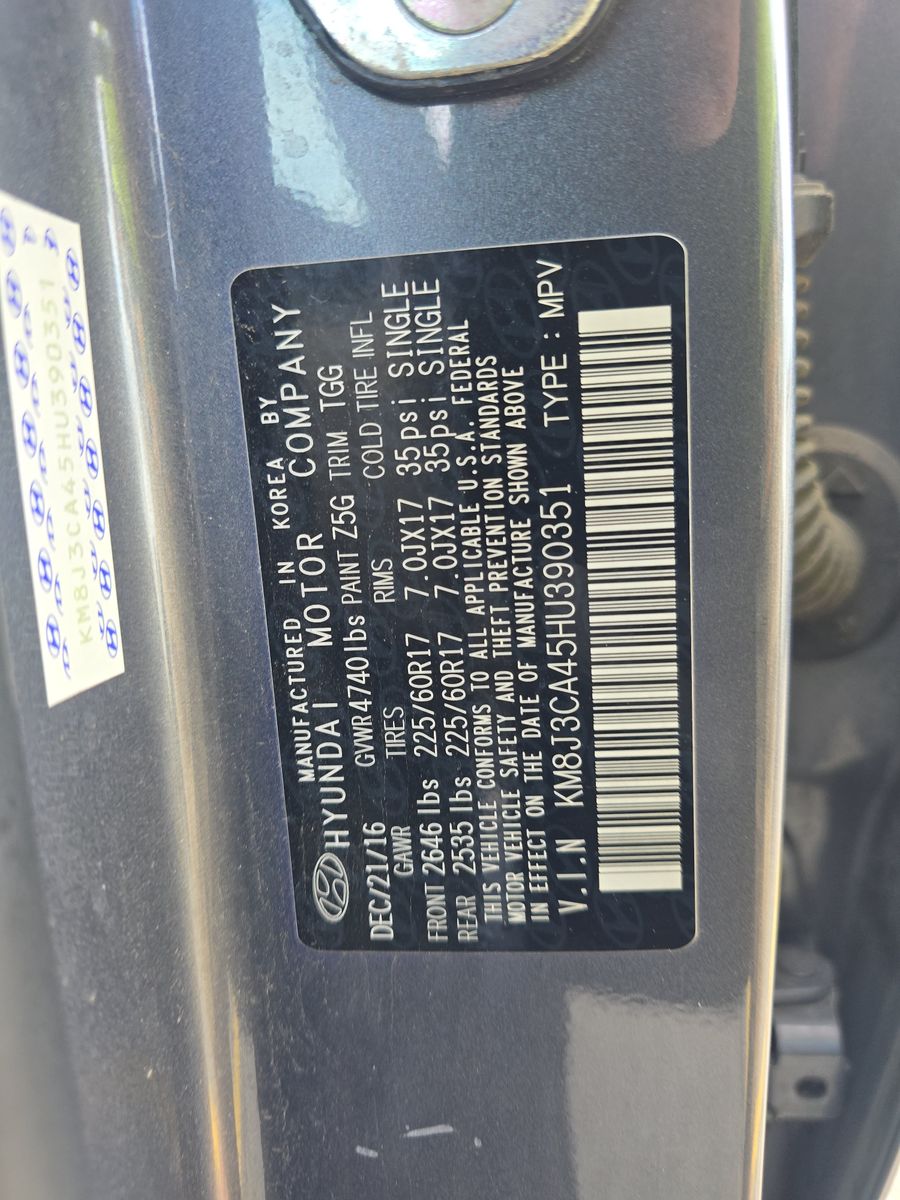 KM8J3CA45HU390351
MANUFACTURED IN KOREA BY
HYUNDAI MOTOR COMPANY
DEC/21/16 GVWR4740lbs PAINT Z5G TRIM TGG
GAWR TIRES RIMS COLD TIRE INFL
FRONT 2646 lbs 225/60R17 7.0JX17 35psi SINGLE
REAR 2535 lbs 225/60R17 7.0JX17 35psi SINGLE
THIS VEHICLE CONFORMS TO ALL APPLICABLE U.S.A. FEDERAL
MOTOR VEHICLE SAFETY AND THEFT PREVENTION STANDARDS
IN EFFECT ON THE DATE OF MANUFACTURE SHOWN ABOVE
V.I.N KM8J3CA45HU390351 TYPE : MPV